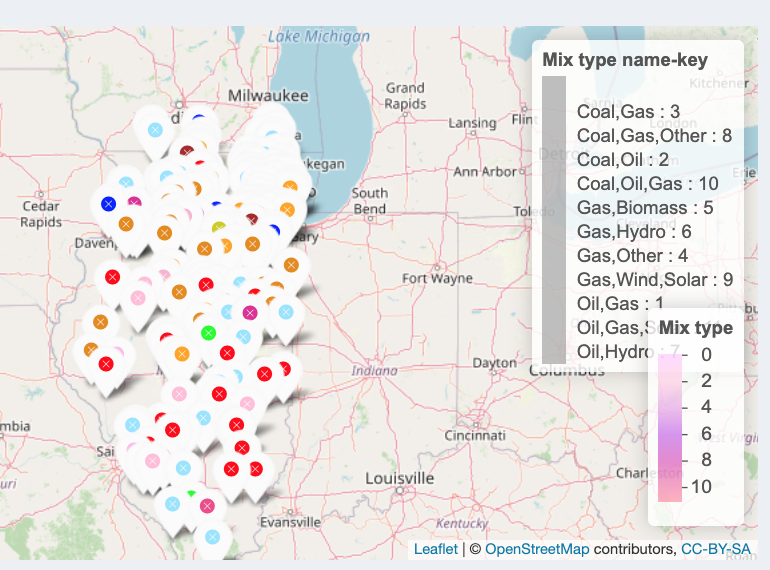 Lake Michigan
Milwaukee
Grand
Rapids
Kitchener
Lansing
Flint
London
Detroit
Ann Arbor
Erie
Cedar
Rapids
South
Bend
Toledo
Cleveland
Fort Wayne
Indiana
Dayton
Columbus
Cincinnati
Louisville
Evansville
Kentucky
Mix type name-key
Coal,Gas : 3
Coal,Gas,Other : 8
Coal,Oil : 2
Coal,Oil,Gas : 10
Gas,Biomass : 5
Gas,Hydro : 6
Gas,Other : 4
Gas,Wind,Solar : 9
Oil,Gas : 1
Oil,Gas,S
Oil,Hydro : 7
Mix type
0
2
4
6
8
10
Leaflet | © OpenStreetMap contributors, CC-BY-SA